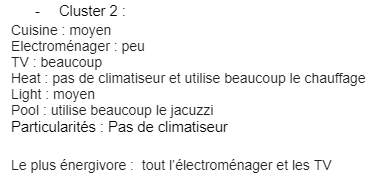 - Cluster 2 :
Cuisine : moyen
Electroménager : peu
TV : beaucoup
Heat : pas de climatiseur et utilise beaucoup le chauffage
Light : moyen
Pool : utilise beaucoup le jacuzzi
Particularités : Pas de climatiseur
Le plus énergivore : tout l'électroménager et les TV